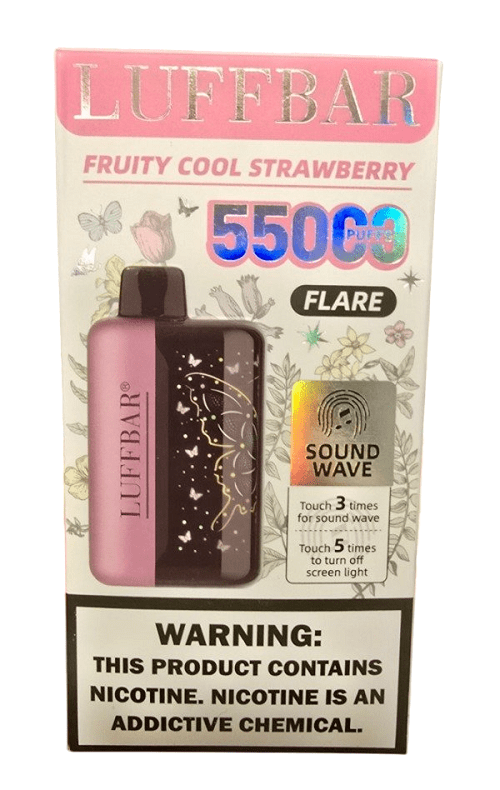 LUFFBAR
FRUITY COOL STRAWBERRY
55000
PUFFS
FLARE
LUFFBAR®
SOUND
WAVE
Touch 3 times
for sound wave
Touch 5 times
to turn off
screen light
WARNING:
THIS PRODUCT CONTAINS
NICOTINE. NICOTINE IS AN
ADDICTIVE CHEMICAL.